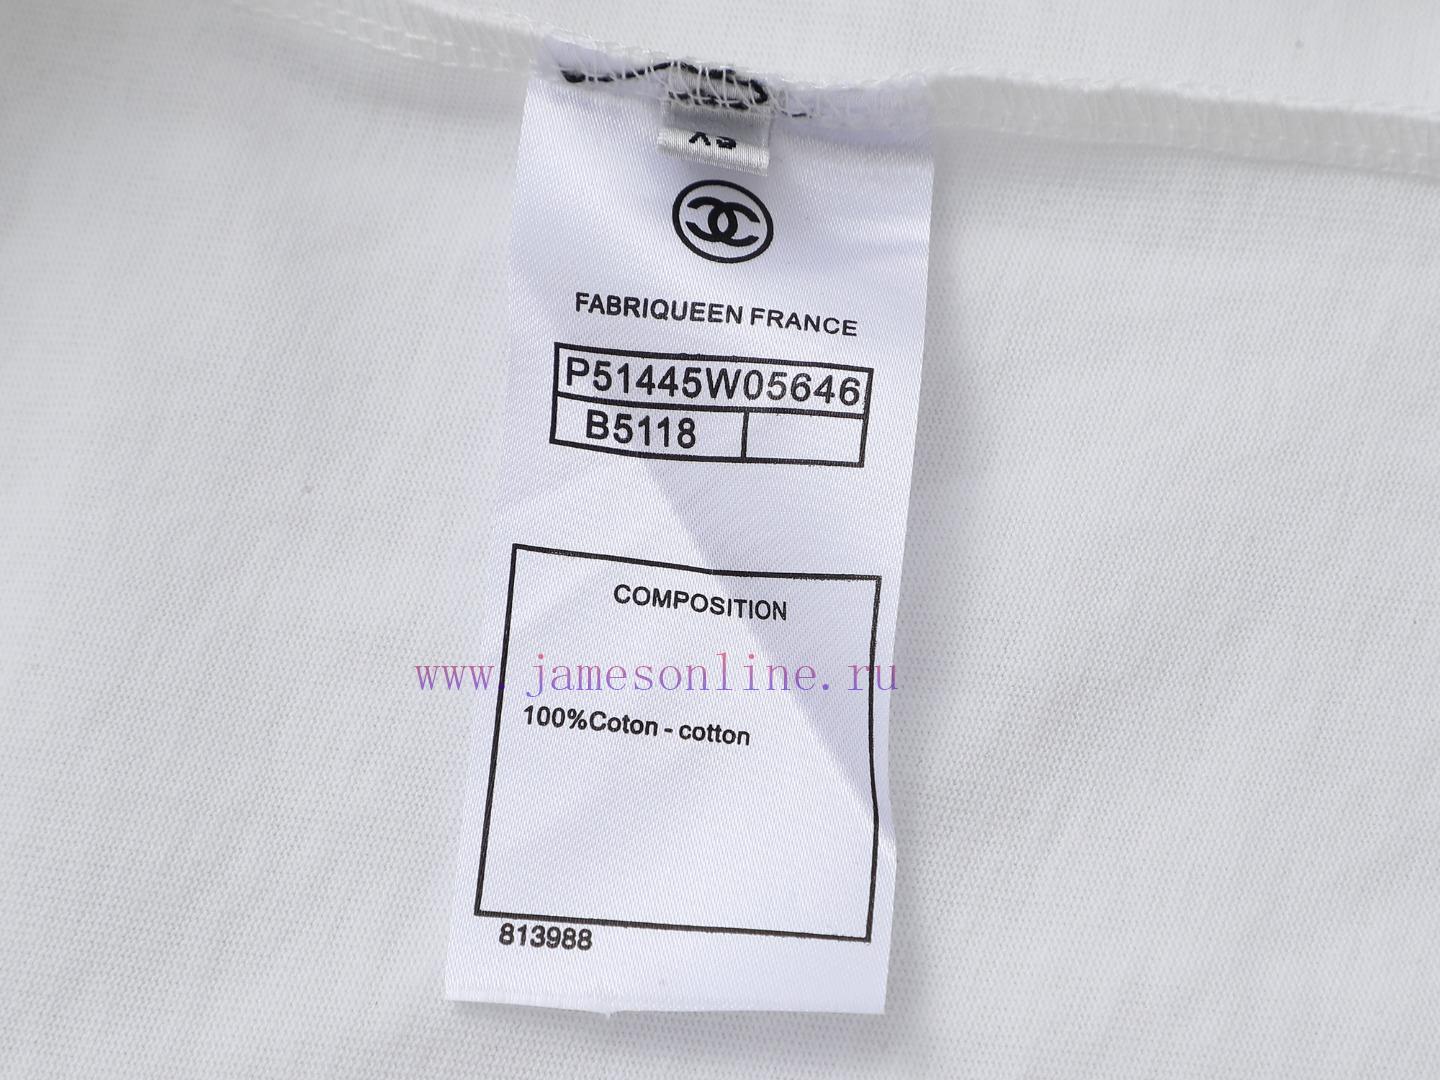 XS
FABRIQUEEN FRANCE
P51445W05646
B5118
COMPOSITION
www.jamesonline.ru
100%Coton - cotton
813988